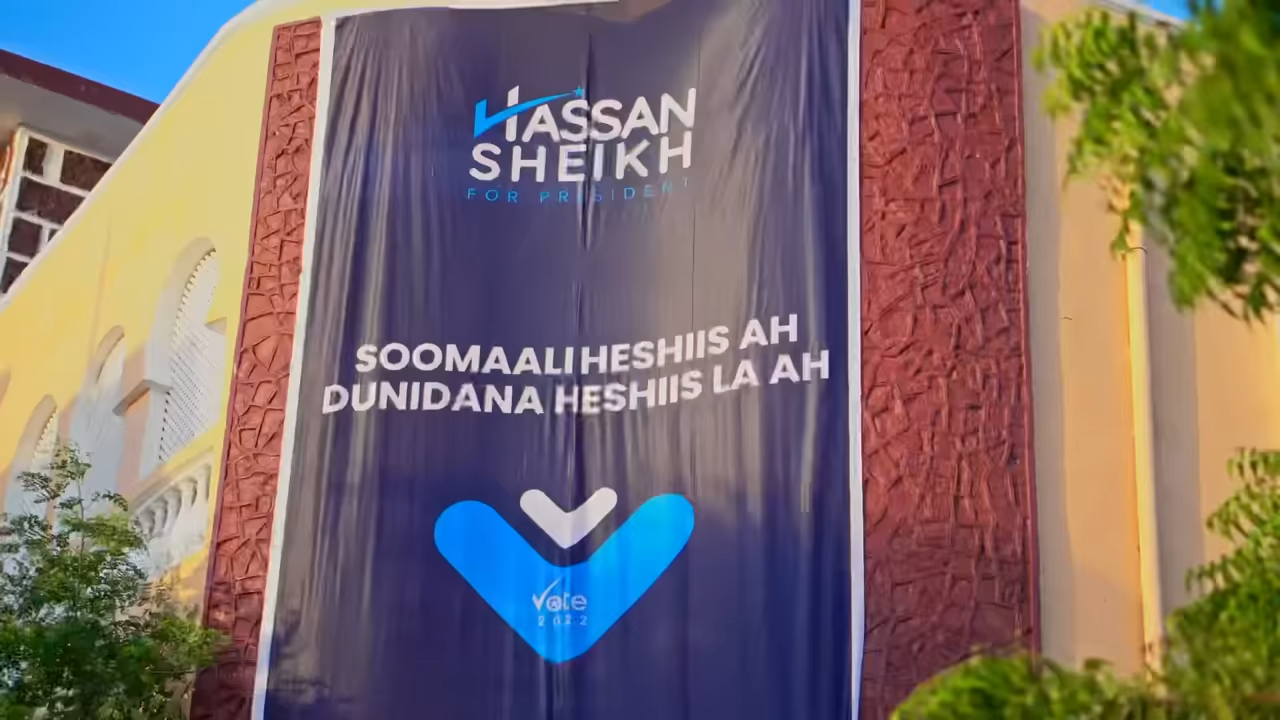 HASSAN
SHEIKH
FOR PRESIDENT
SOOMAALI HESHIIS AH
DUNIDANA HESHIIS LA AH
Vote
2022